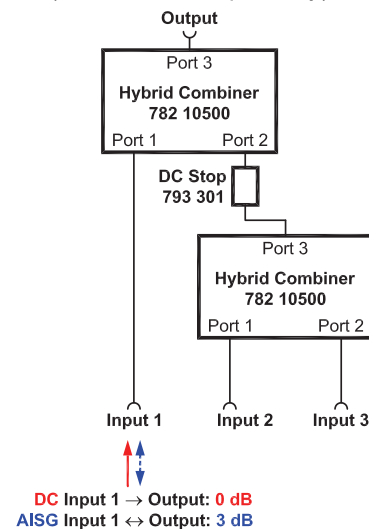 Output
Port 3
Hybrid Combiner
782 10500
Port 1 Port 2
DC Stop
793 301
Port 3
Hybrid Combiner
782 10500
Port 1 Port 2
Input 1 Input 2 Input 3
DC Input 1 → Output: 0 dB
AISG Input 1 ↔ Output: 3 dB